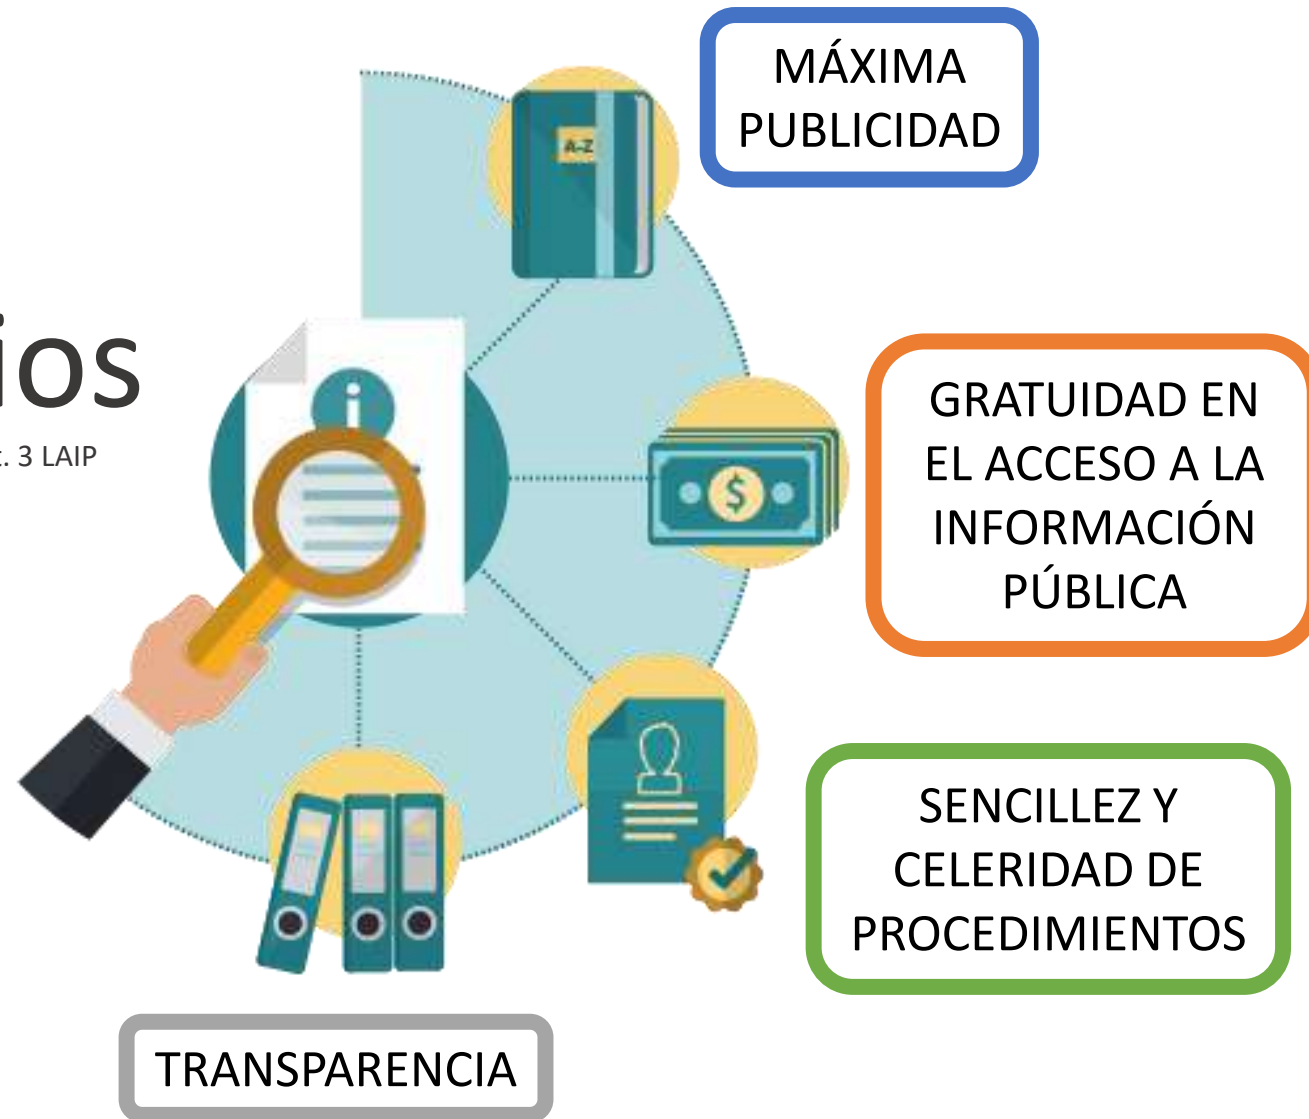 MÁXIMA
PUBLICIDAD
A-Z
ios
. 3 LAIP
GRATUIDAD EN
EL ACCESO A LA
INFORMACIÓN
PÚBLICA
i
$
SENCILLEZ Y
CELERIDAD DE
PROCEDIMIENTOS
TRANSPARENCIA